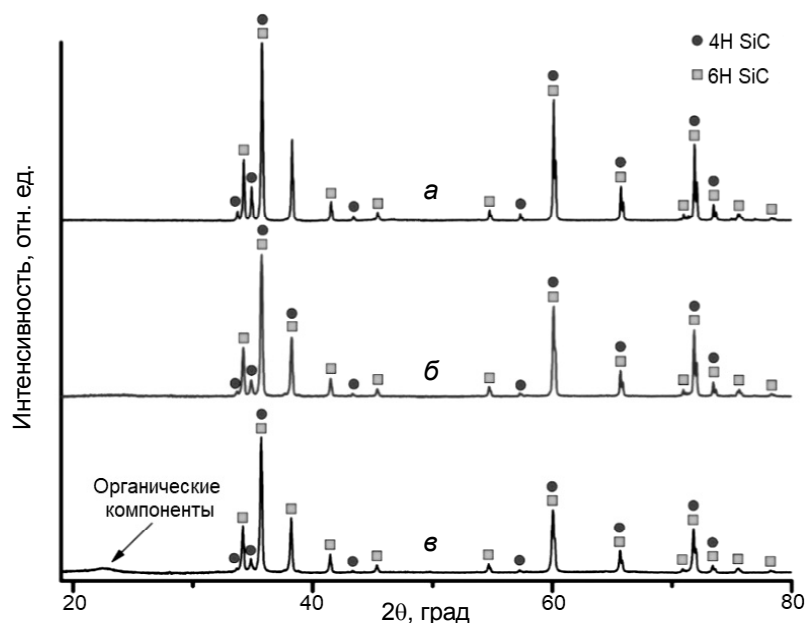 4H SiC
6H SiC
Интенсивность, отн. ед.
а
б
Органические
компоненты
в
20
40
60
80
2θ, град